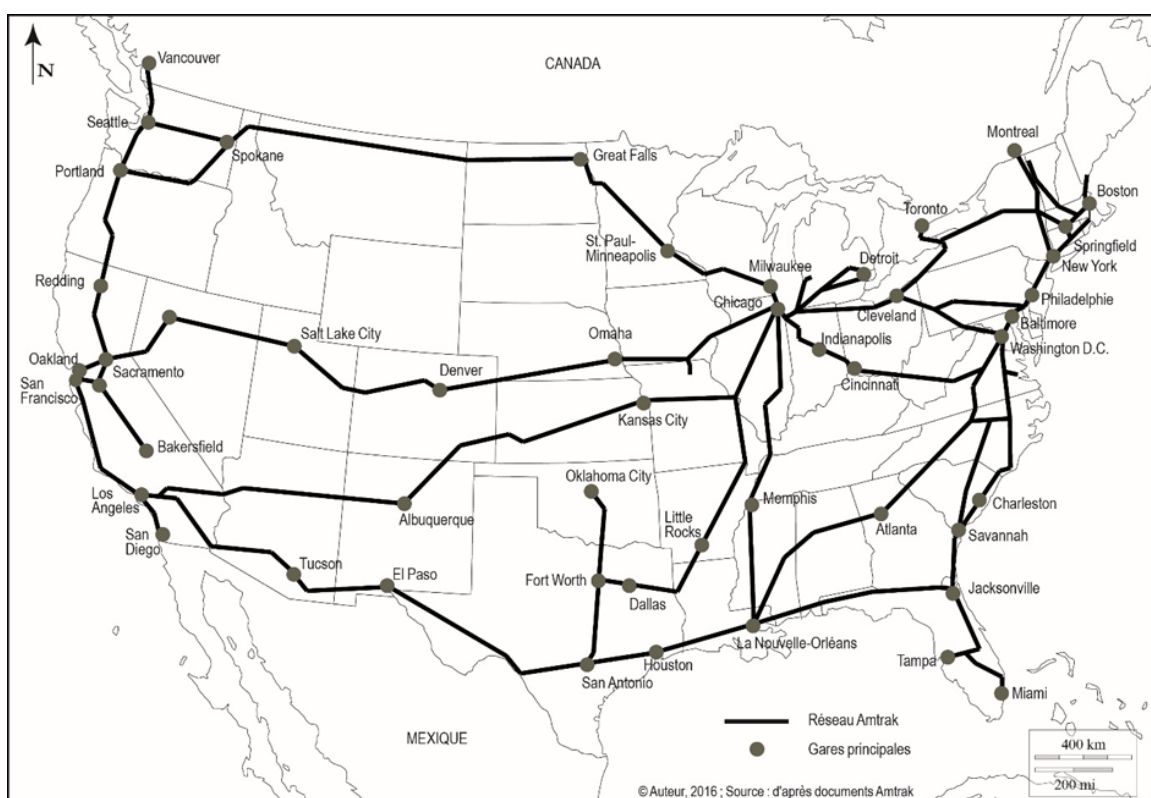 N
Vancouver
CANADA
Seattle
Spokane
Great Falls
Montreal
Portland
Boston
Toronto
St. Paul-
Minneapolis
Milwaukee
Detroit
Springfield
New York
Redding
Chicago
Philadelphie
Cleveland
Baltimore
Salt Lake City
Omaha
Indianapolis
Washington D.C.
Oakland
Sacramento
Denver
Cincinnati
San
Francisco
Kansas City
Bakersfield
Oklahoma City
Los
Angeles
Albuquerque
Memphis
Charleston
Little
Rocks
Atlanta
San
Diego
Savannah
Tucson
El Paso
Fort Worth
Dallas
Jacksonville
La Nouvelle-Orléans
Houston
San Antonio
Tampa
Miami
MEXIQUE
Réseau Amtrak
Gares principales
400 km
200 mi
© Auteur, 2016 ; Source : d'après documents Amtrak